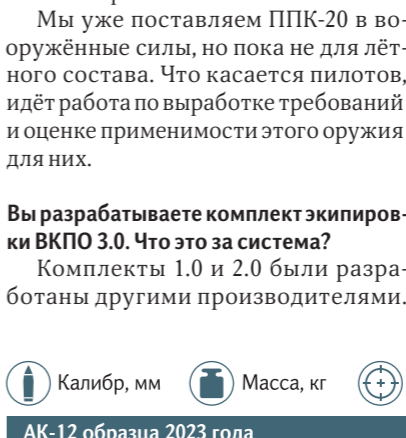 Мы уже поставляем ППК-20 в во-
оружённые силы, но пока не для лёт-
ного состава. Что касается пилотов,
идёт работа по выработке требований
и оценке применимости этого оружия
для них.
Вы разрабатываете комплект экипиров-
ки ВКПО 3.0. Что это за система?
Комплекты 1.0 и 2.0 были разра-
ботаны другими производителями.
Калибр, мм Масса, кг
АК-12 образца 2023 года